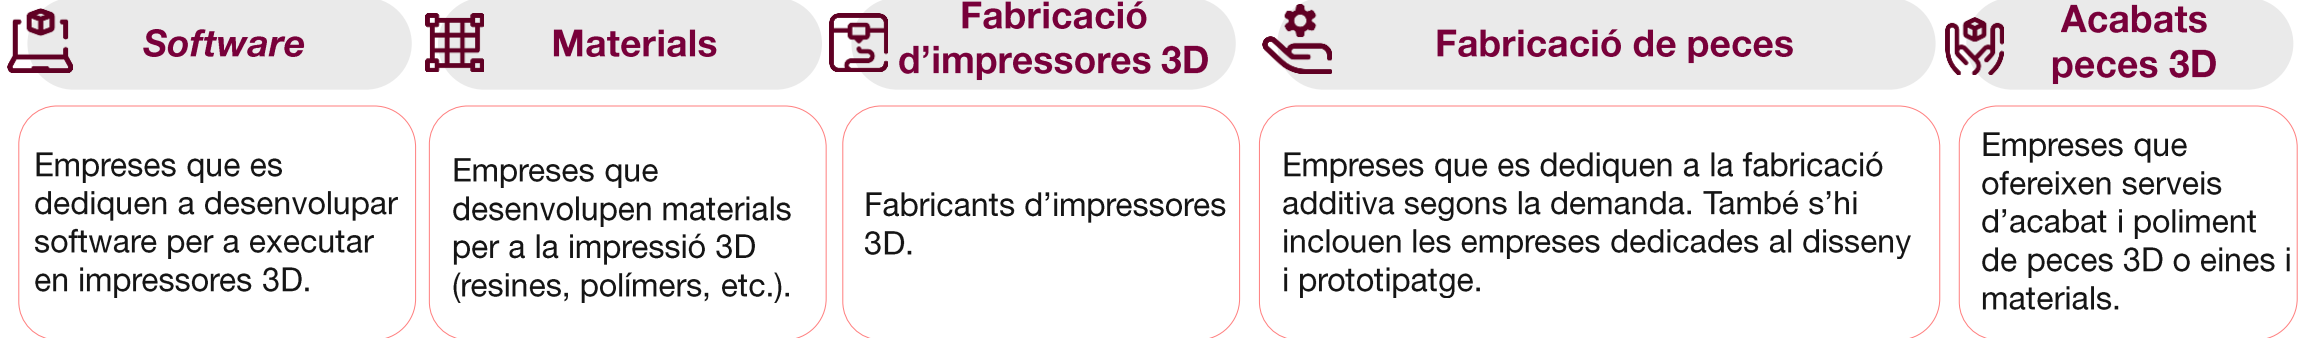 Software
Materials
Fabricació
d’impressores 3D
Fabricació de peces
Acabats
peces 3D
Empreses que es
dediquen a desenvolupar
software per a executar
en impressores 3D.
Empreses que
desenvolupen materials
per a la impressió 3D
(resines, polímers, etc.).
Fabricants d’impressores
3D.
Empreses que es dediquen a la fabricació
additiva segons la demanda. També s’hi
inclouen les empreses dedicades al disseny
i prototipatge.
Empreses que
ofereixen serveis
d’acabat i poliment
de peces 3D o eines i
materials.